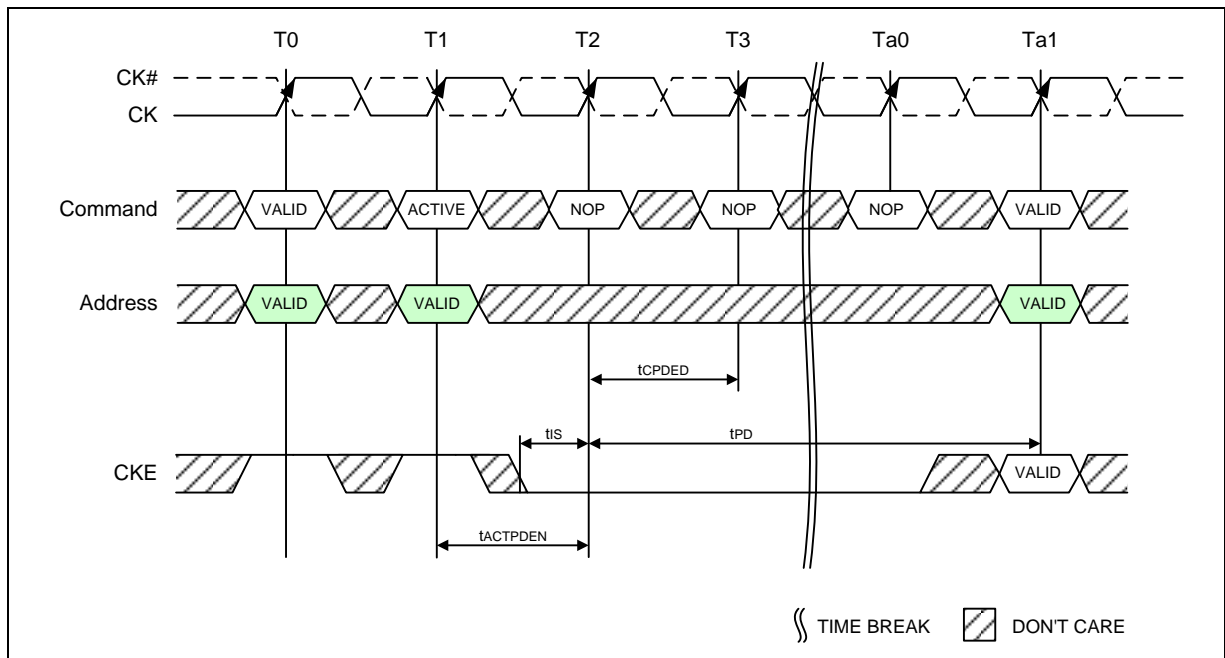 T0 T1 T2 T3 Ta0 Ta1
CK#
CK
Command VALID ACTIVE NOP NOP NOP VALID
Address VALID VALID VALID
tCPDED
tIS tPD
CKE VALID
tACTPDEN
TIME BREAK DON'T CARE